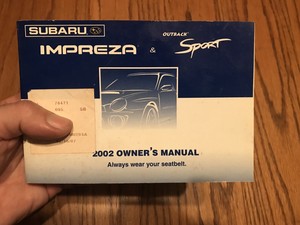 SUBARU
OUTBACK
IMPREZA & Sport
2002 OWNER'S MANUAL
Always wear your seatbelt.